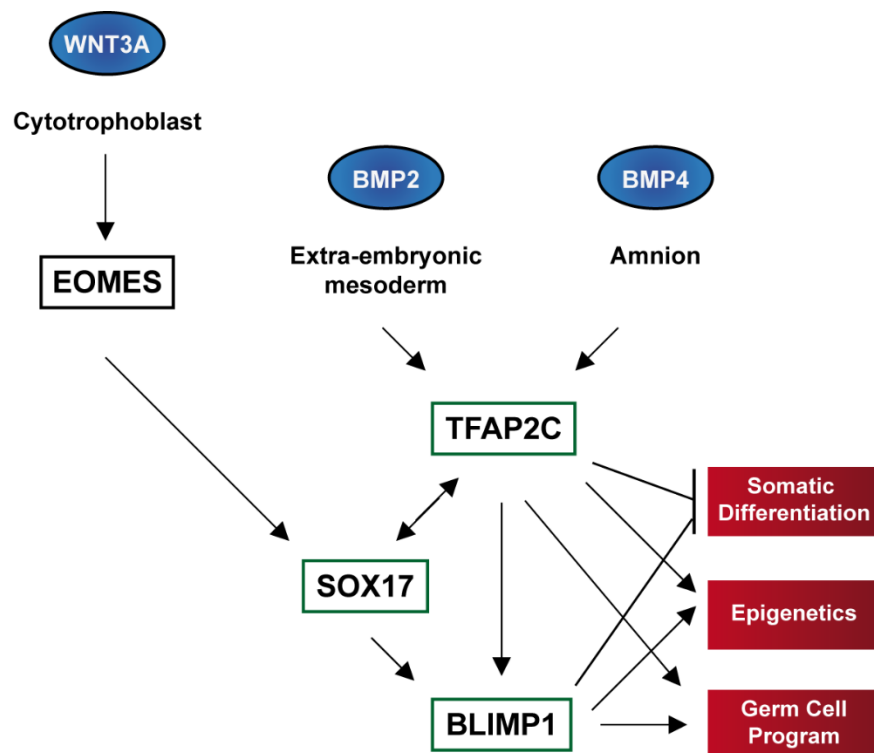 WNT3A
Cytotrophoblast
BMP2
BMP4
EOMES
Extra-embryonic
mesoderm
Amnion
TFAP2C
Somatic
Differentiation
SOX17
Epigenetics
BLIMP1
Germ Cell
Program